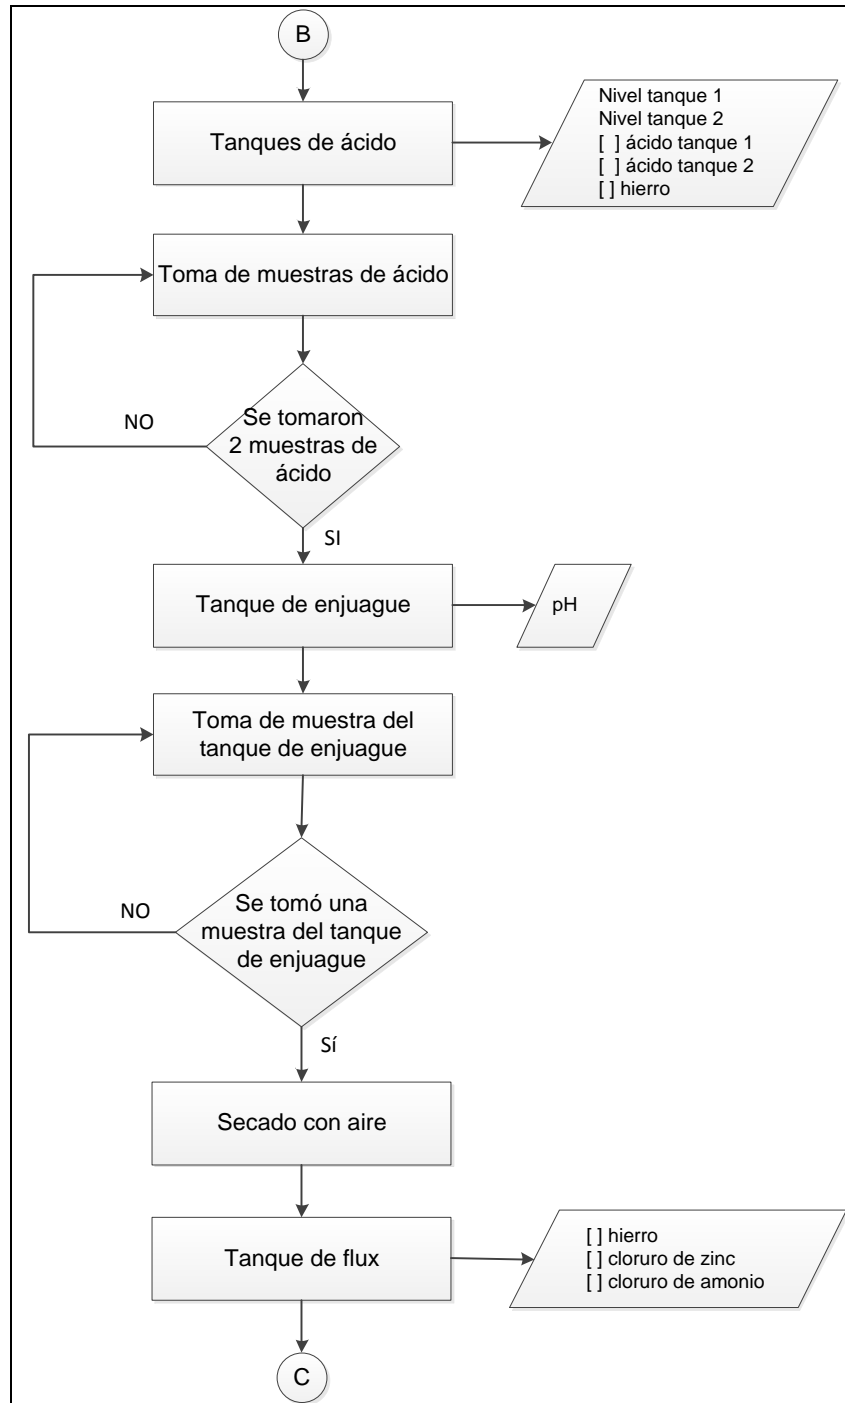 B
Tanques de ácido
Nivel tanque 1
Nivel tanque 2
[ ] ácido tanque 1
[ ] ácido tanque 2
[ ] hierro
Toma de muestras de ácido
Se tomaron
2 muestras de
ácido
NO
SI
Tanque de enjuague
pH
Toma de muestra del
tanque de enjuague
Se tomó una
muestra del tanque
de enjuague
NO
Sí
Secado con aire
Tanque de flux
[ ] hierro
[ ] cloruro de zinc
[ ] cloruro de amonio
C